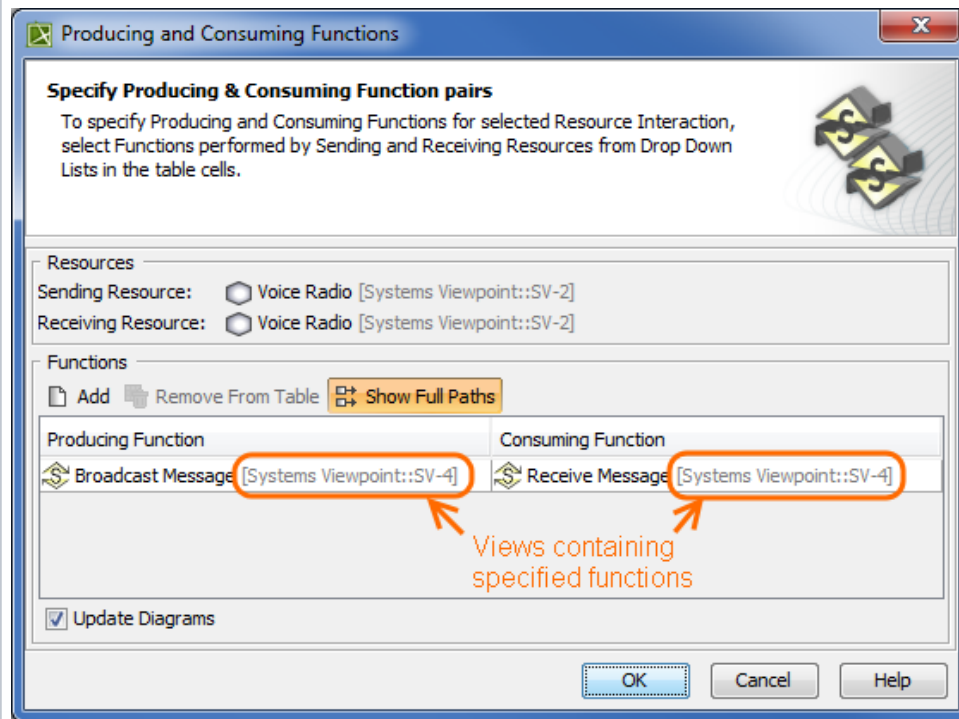 Producing and Consuming Functions
Specify Producing & Consuming Function pairs
To specify Producing and Consuming Functions for selected Resource Interaction,
select Functions performed by Sending and Receiving Resources from Drop Down
Lists in the table cells.
Resources
Sending Resource: Voice Radio [Systems Viewpoint::SV-2]
Receiving Resource: Voice Radio [Systems Viewpoint::SV-2]
Functions
Add Remove From Table Show Full Paths
Producing Function Consuming Function
Broadcast Message [Systems Viewpoint::SV-4] Receive Message [Systems Viewpoint::SV-4]
Views containing
specified functions
Update Diagrams
OK Cancel Help